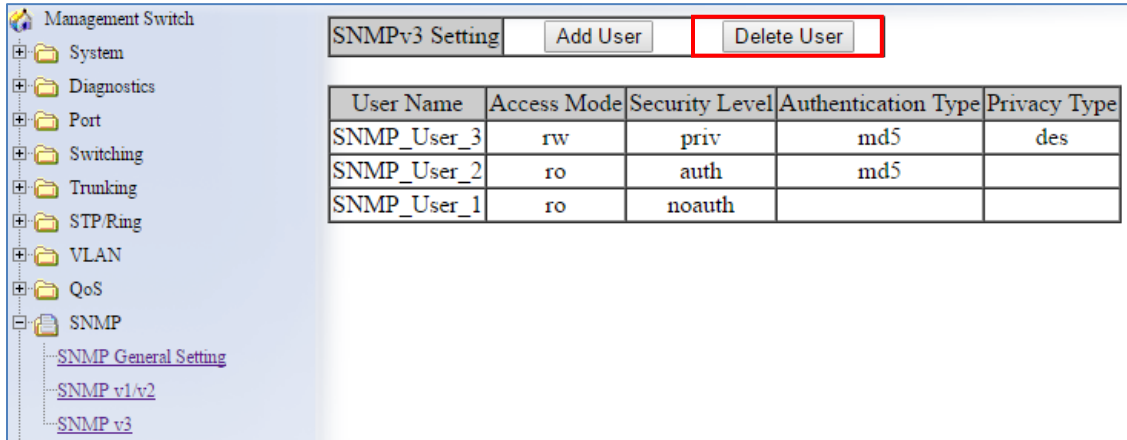 Management Switch
System
Diagnostics
Port
Switching
Trunking
STP/Ring
VLAN
QoS
SNMP
SNMP General Setting
SNMP v1/v2
SNMP v3
SNMPv3 Setting Add User Delete User
User Name Access Mode Security Level Authentication Type Privacy Type
SNMP_User_3 rw priv md5 des
SNMP_User_2 ro auth md5
SNMP_User_1 ro noauth